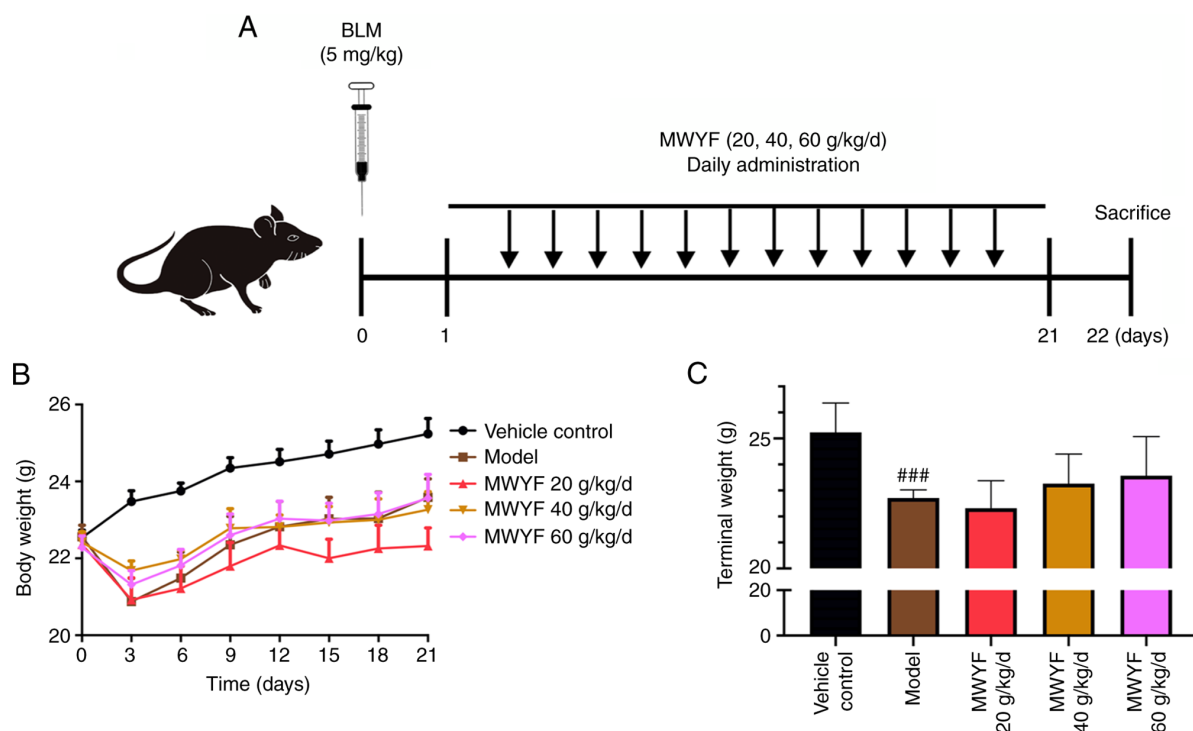 A
BLM
(5 mg/kg)
MWYF (20, 40, 60 g/kg/d)
Daily administration
Sacrifice
0
1
21
22 (days)
B
Body weight (g)
26
24
22
20
0
3
6
9
12
15
18
21
Time (days)
Vehicle control
Model
MWYF 20 g/kg/d
MWYF 40 g/kg/d
MWYF 60 g/kg/d
C
Terminal weight (g)
25
20
20
0
###
Vehicle
control
Model
MWYF
20 g/kg/d
MWYF
40 g/kg/d
MWYF
60 g/kg/d